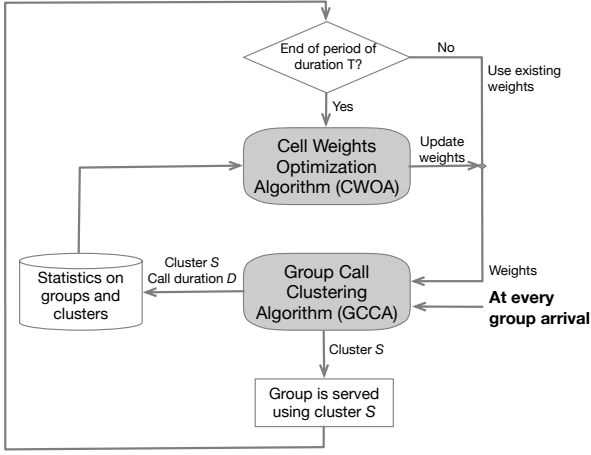 End of period of
duration T?
No
Use existing
weights
Yes
Cell Weights
Optimization
Algorithm (CWOA)
Update
weights
Statistics on
groups and
clusters
Cluster S
Call duration D
Group Call
Clustering
Algorithm (GCCA)
Weights
At every
group arrival
Cluster S
Group is served
using cluster S